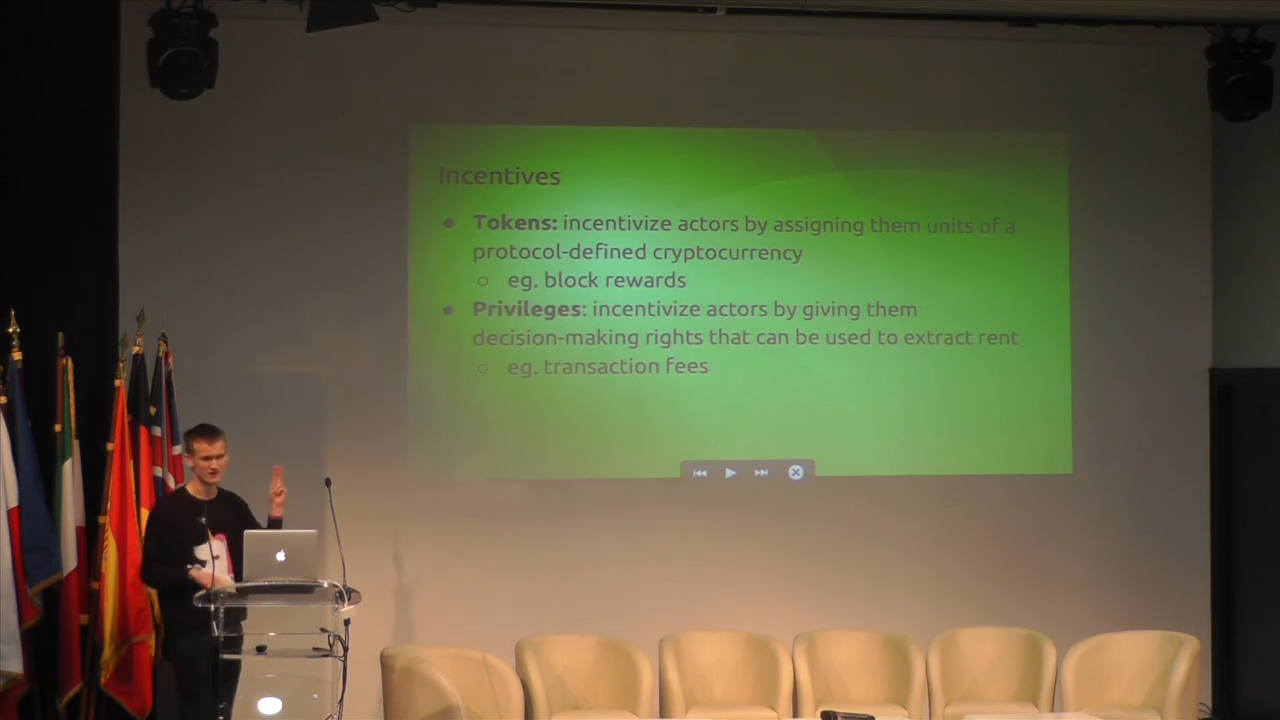 Incentives
● Tokens: incentivize actors by assigning them units of a
protocol-defined cryptocurrency
○ eg. block rewards
● Privileges: incentivize actors by giving them
decision-making rights that can be used to extract rent
○ eg. transaction fees